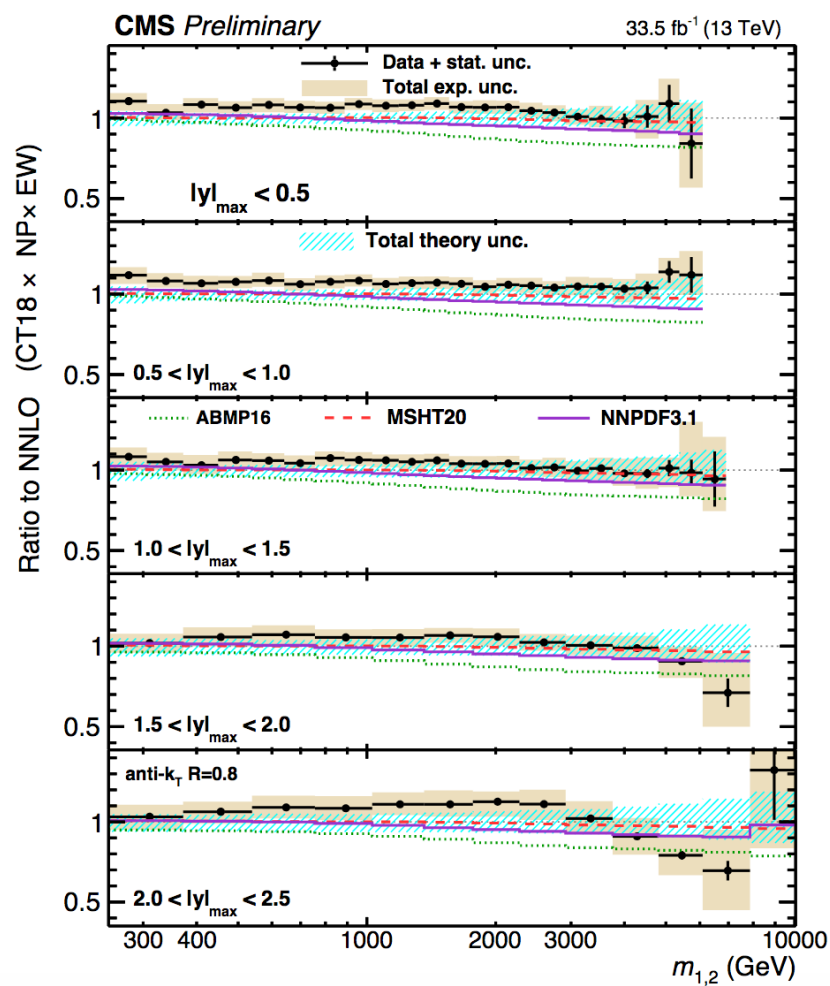 CMS Preliminary 33.5 fb⁻¹ (13 TeV)
Data + stat. unc.
Total exp. unc.
1
0.5
|y|max < 0.5
Total theory unc.
1
0.5
0.5 < |y|max < 1.0
ABMP16 MSHT20 NNPDF3.1
1
0.5
1.0 < |y|max < 1.5
1
0.5
1.5 < |y|max < 2.0
anti-kT R=0.8
1
0.5
2.0 < |y|max < 2.5
Ratio to NNLO (CT18 × NP× EW)
300 400 1000 2000 3000 10000
m1,2 (GeV)